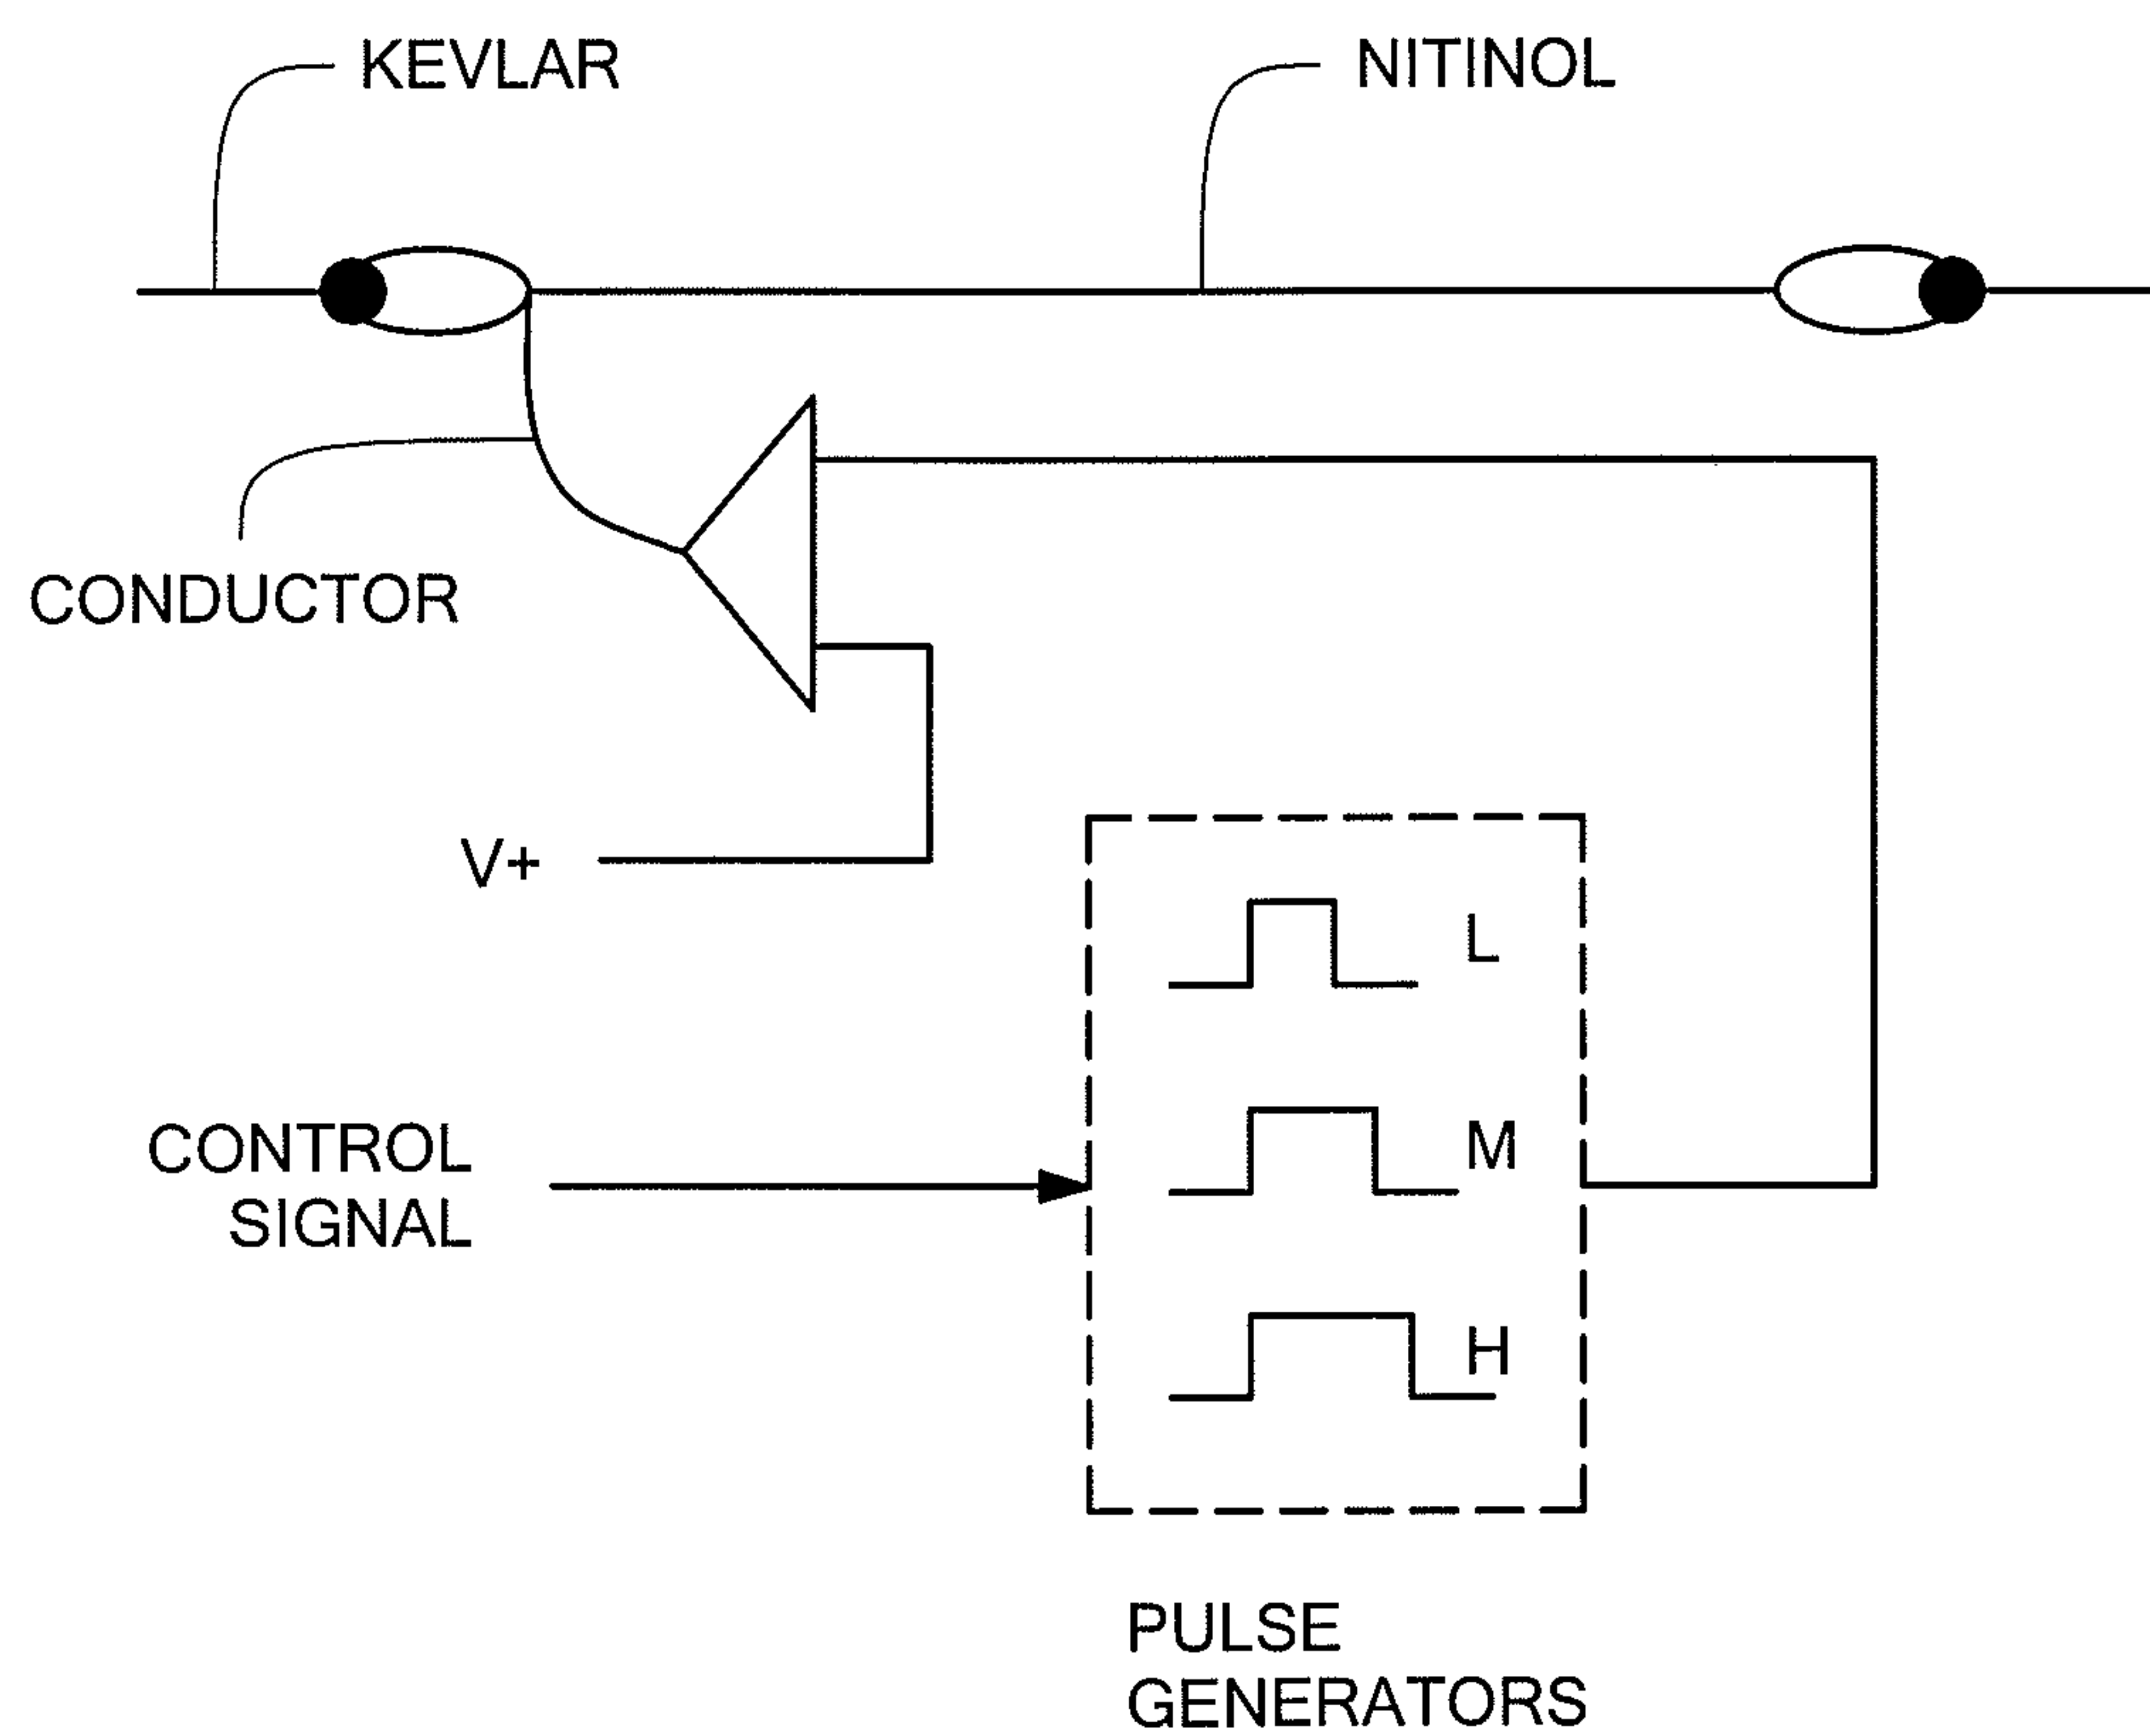 KEVLAR
NITINOL
CONDUCTOR
V+
L
CONTROL
SIGNAL
M
H
PULSE
GENERATORS